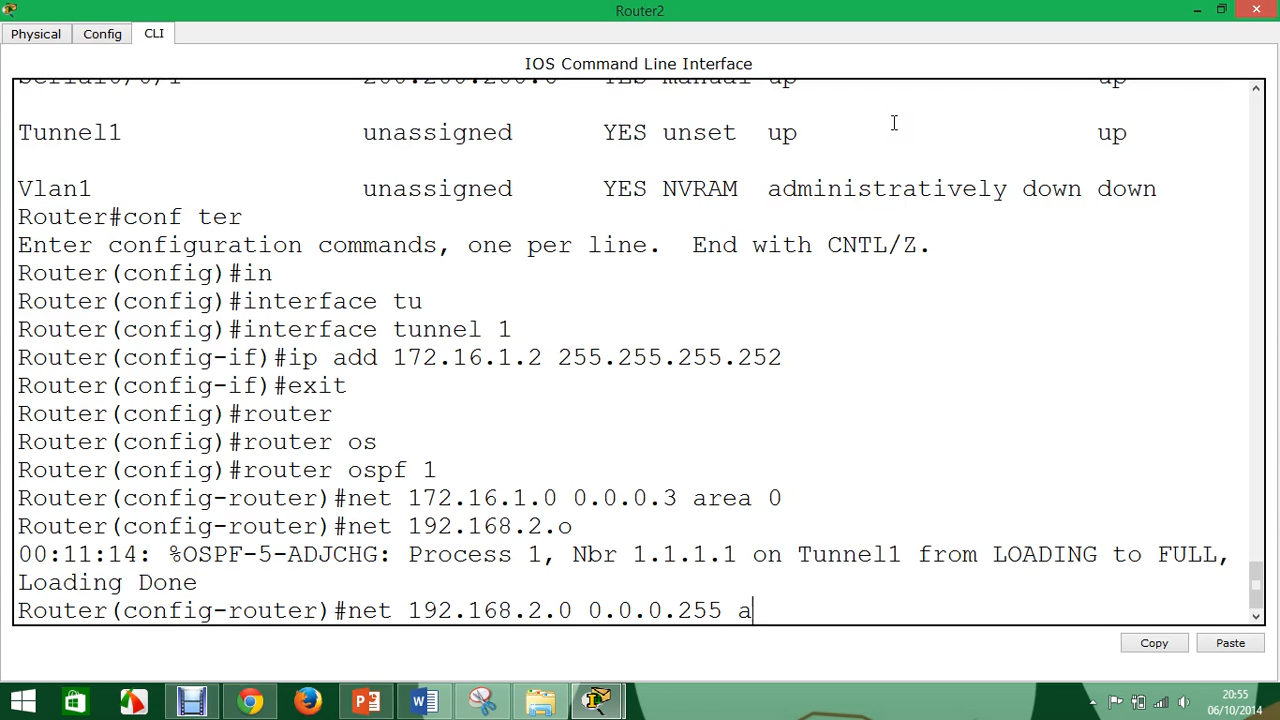 Router2
Physical Config CLI
IOS Command Line Interface
Tunnel1 unassigned YES unset up up
Vlan1 unassigned YES NVRAM administratively down down
Router#conf ter
Enter configuration commands, one per line. End with CNTL/Z.
Router(config)#in
Router(config)#interface tu
Router(config)#interface tunnel 1
Router(config-if)#ip add 172.16.1.2 255.255.255.252
Router(config-if)#exit
Router(config)#router
Router(config)#router os
Router(config)#router ospf 1
Router(config-router)#net 172.16.1.0 0.0.0.3 area 0
Router(config-router)#net 192.168.2.o
00:11:14: %OSPF-5-ADJCHG: Process 1, Nbr 1.1.1.1 on Tunnel1 from LOADING to FULL,
Loading Done
Router(config-router)#net 192.168.2.0 0.0.0.255 a
Copy Paste
20:55
06/10/2014